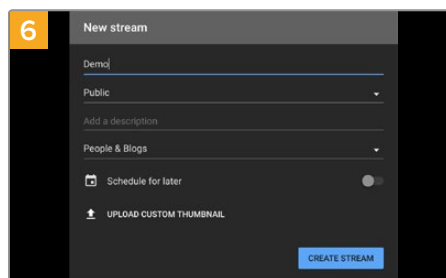 6
New stream
Demo
Public
Add a description
People & Blogs
Schedule for later
UPLOAD CUSTOM THUMBNAIL
CREATE STREAM